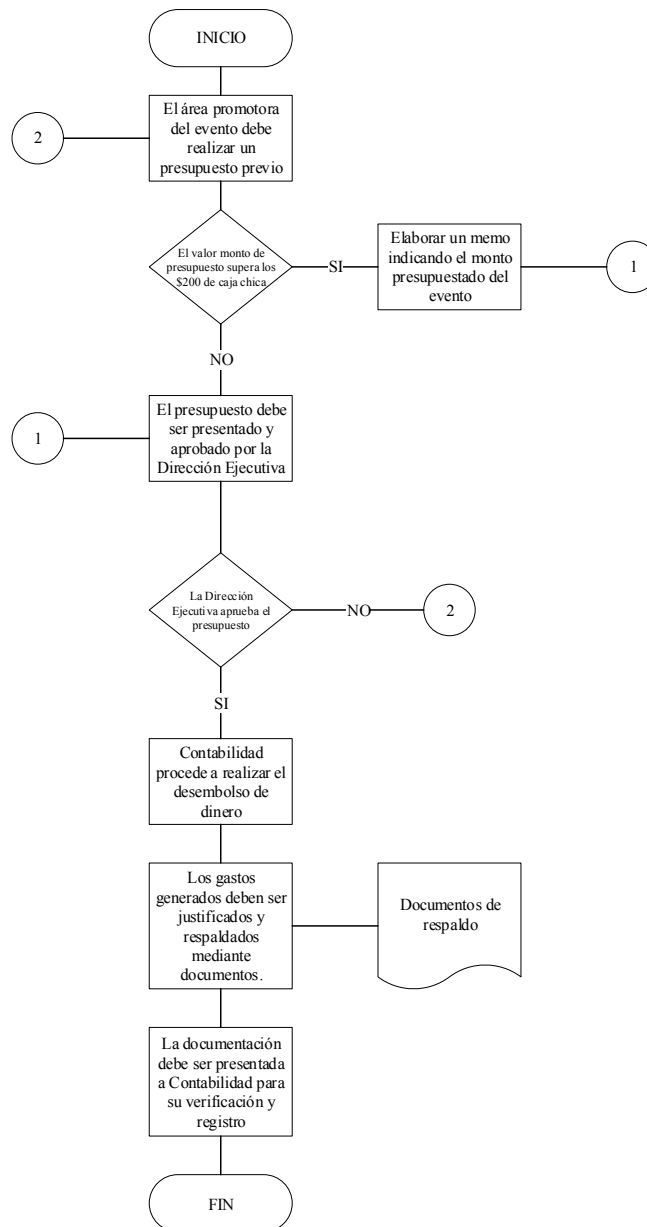 INICIO
El área promotora
del evento debe
realizar un
presupuesto previo
2
El valor monto de
presupuesto supera los
$200 de caja chica
SI
Elaborar un memo
indicando el monto
presupuestado del
evento
1
NO
El presupuesto debe
ser presentado y
aprobado por la
Dirección Ejecutiva
1
La Dirección
Ejecutiva aprueba el
presupuesto
NO
2
SI
Contabilidad
procede a realizar el
desembolso de
dinero
Los gastos
generados deben ser
justificados y
respaldados
mediante
documentos.
Documentos de
respaldo
La documentación
debe ser presentada
a Contabilidad para
su verificación y
registro
FIN